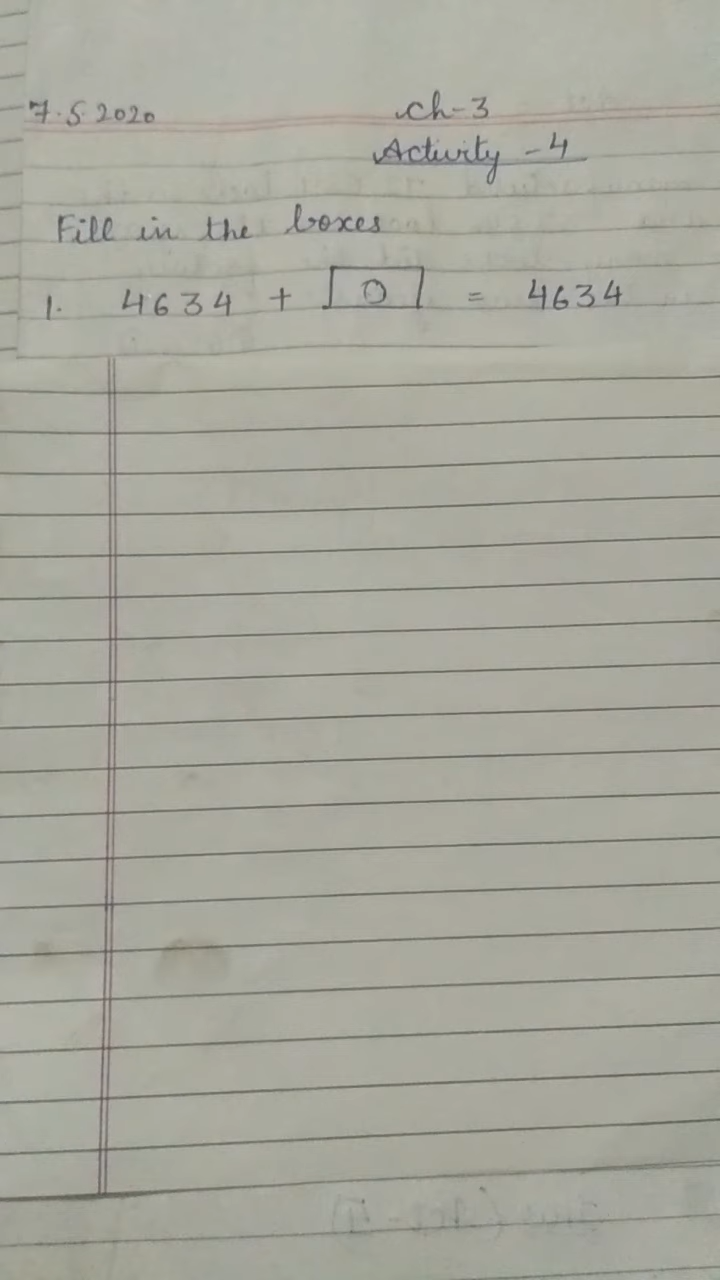 7.5.2020
Ch-3
Activity - 4
Fill in the boxes
1. 4634 + 0 = 4634